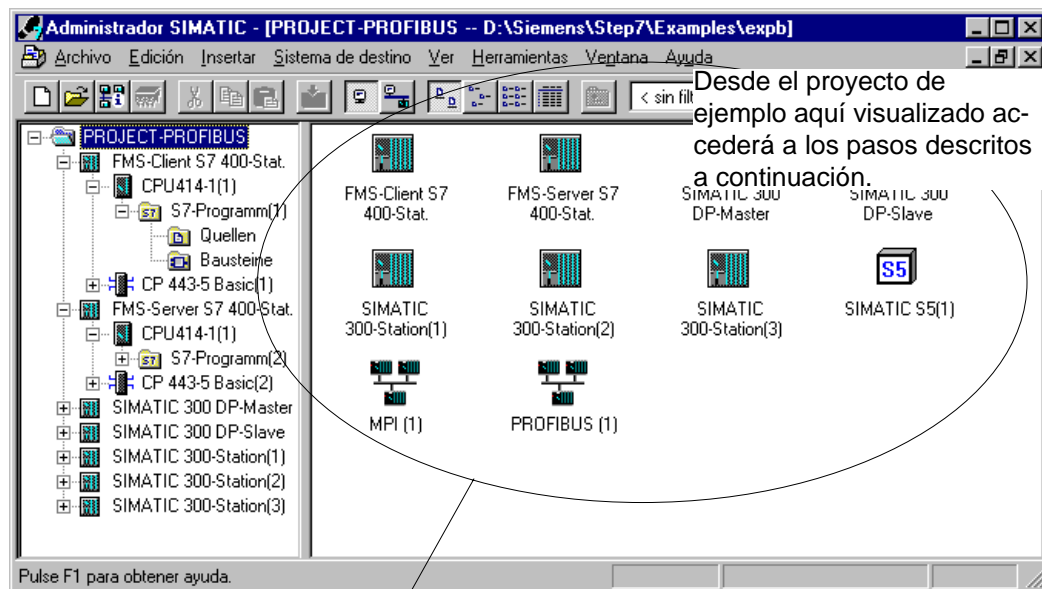 Administrador SIMATIC - [PROJECT-PROFIBUS -- D:\Siemens\Step7\Examples\expb]
Archivo Edición Insertar Sistema de destino Ver Herramientas Ventana Ayuda
< sin filt
Desde el proyecto de
ejemplo aquí visualizado ac-
cederá a los pasos descritos
a continuación.
PROJECT-PROFIBUS
FMS-Client S7 400-Stat.
CPU414-1(1)
S7-Programm(1)
Quellen
Bausteine
CP 443-5 Basic(1)
FMS-Server S7 400-Stat.
CPU414-1(1)
S7-Programm(2)
CP 443-5 Basic(2)
SIMATIC 300 DP-Master
SIMATIC 300 DP-Slave
SIMATIC 300-Station(1)
SIMATIC 300-Station(2)
SIMATIC 300-Station(3)
FMS-Client S7
400-Stat.
FMS-Server S7
400-Stat.
SIMATIC 300
DP-Master
SIMATIC 300
DP-Slave
SIMATIC
300-Station(1)
SIMATIC
300-Station(2)
SIMATIC
300-Station(3)
S5
SIMATIC S5(1)
MPI (1)
PROFIBUS (1)
Pulse F1 para obtener ayuda.